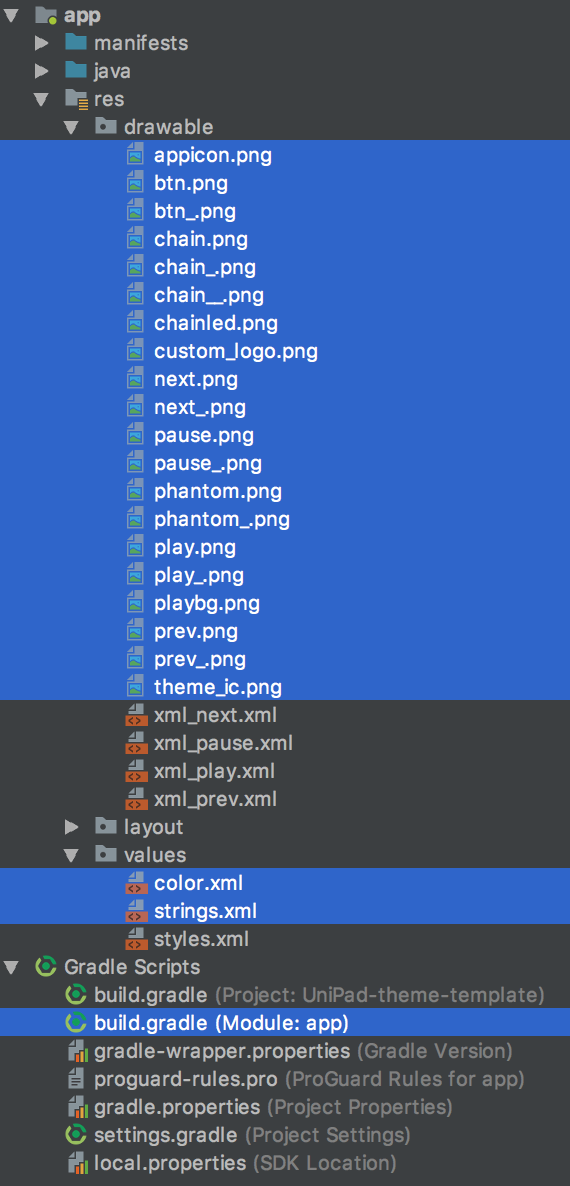 app
manifests
java
res
drawable
appicon.png
btn.png
btn_.png
chain.png
chain_.png
chain__.png
chainled.png
custom_logo.png
next.png
next_.png
pause.png
pause_.png
phantom.png
phantom_.png
play.png
play_.png
playbg.png
prev.png
prev_.png
theme_ic.png
xml_next.xml
xml_pause.xml
xml_play.xml
xml_prev.xml
layout
values
color.xml
strings.xml
styles.xml
Gradle Scripts
build.gradle (Project: UniPad-theme-template)
build.gradle (Module: app)
gradle-wrapper.properties (Gradle Version)
proguard-rules.pro (ProGuard Rules for app)
gradle.properties (Project Properties)
settings.gradle (Project Settings)
local.properties (SDK Location)